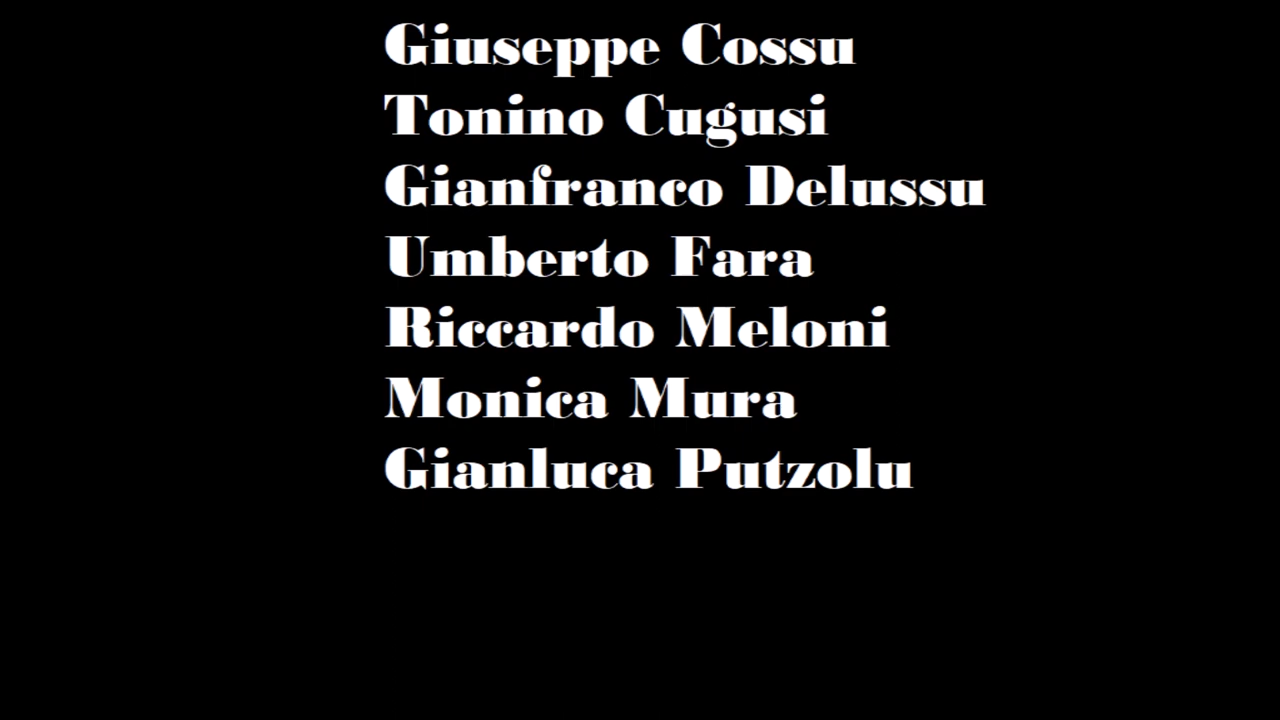 Giuseppe Cossu
Tonino Cugusi
Gianfranco Delussu
Umberto Fara
Riccardo Meloni
Monica Mura
Gianluca Putzolu